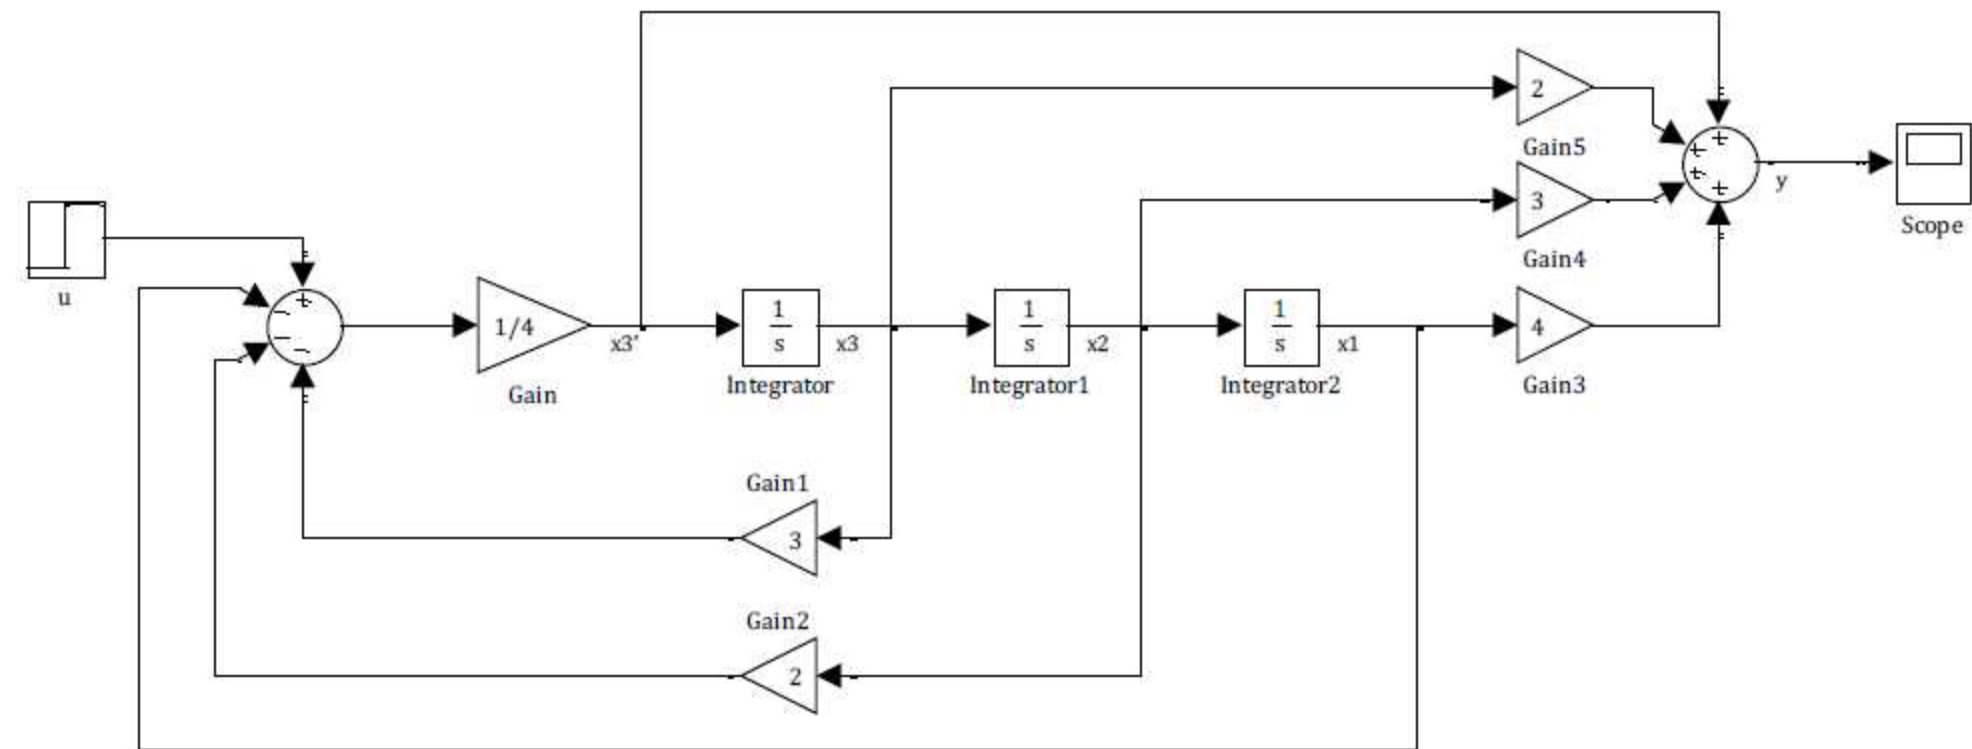 2
Gain5
+
+
+
+
y
Scope
3
Gain4
u
+
−
−
−
1/4
Gain
x3'
1
s
Integrator
x3
1
s
Integrator1
x2
1
s
Integrator2
x1
4
Gain3
Gain1
3
Gain2
2